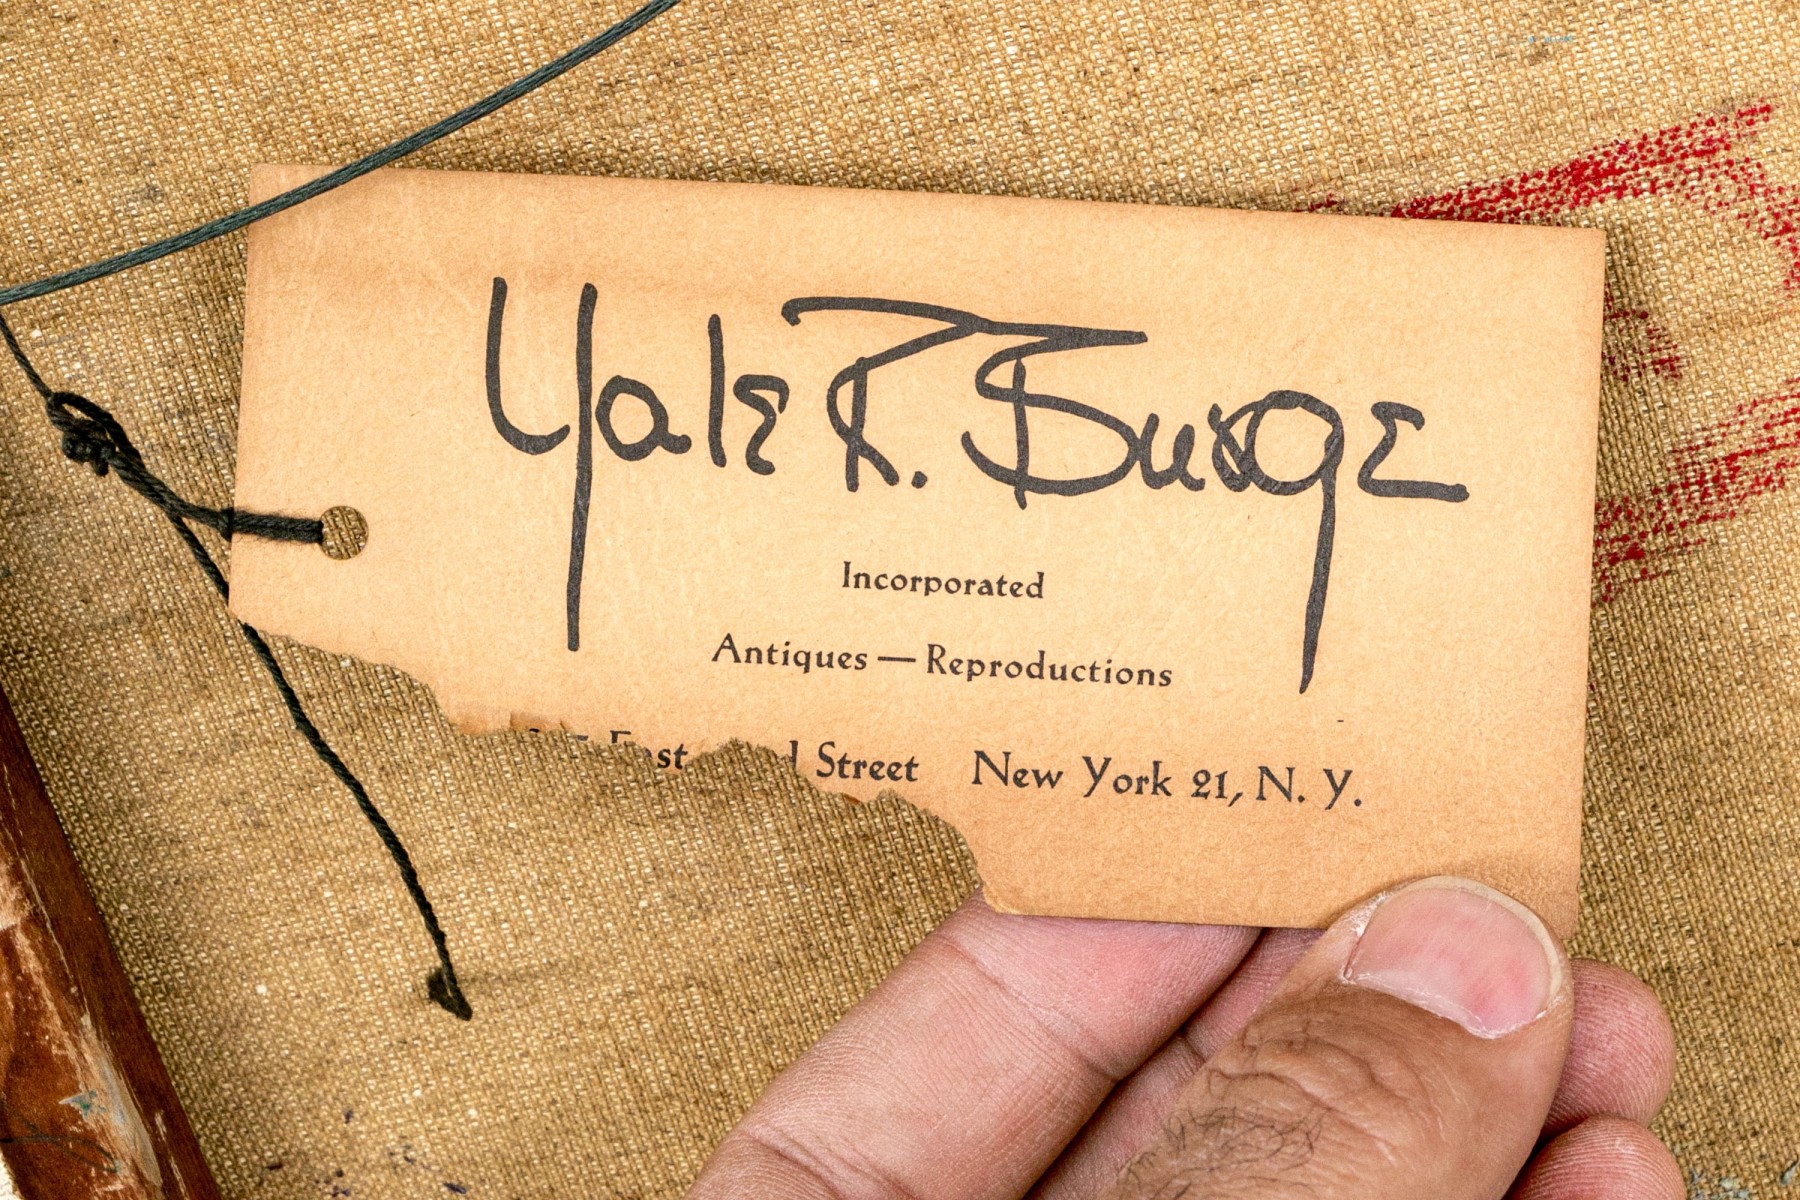 Yale R. Burge
Incorporated
Antiques — Reproductions
East Street New York 21, N. Y.